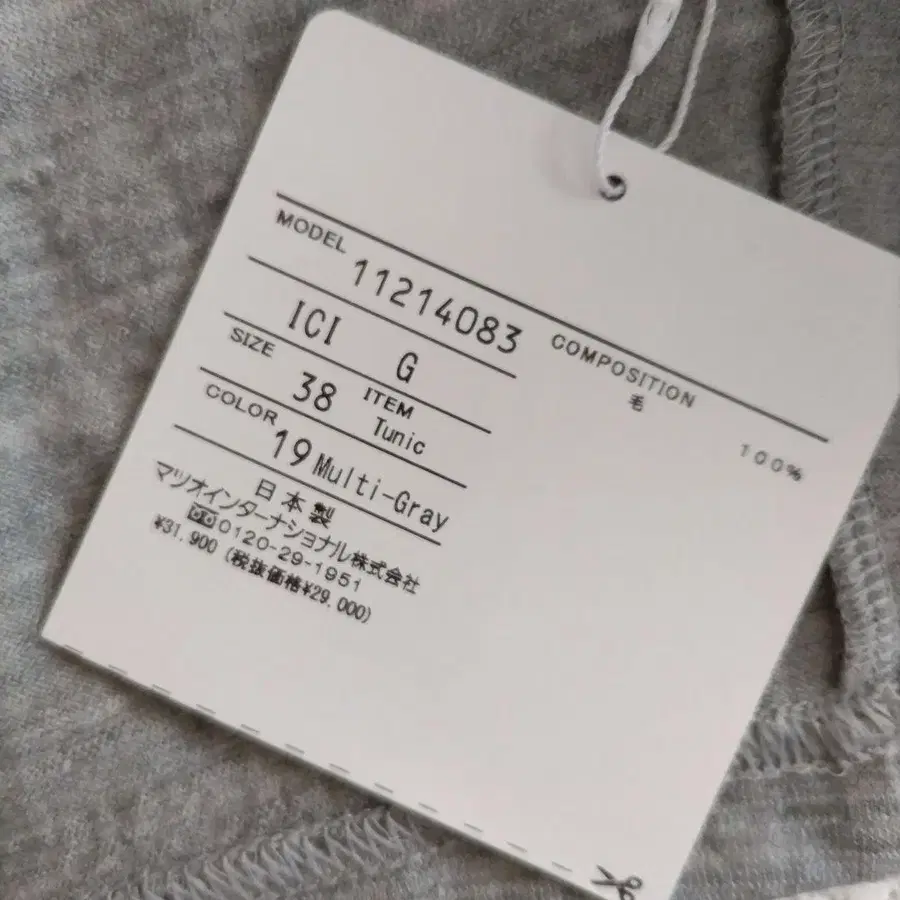 MODEL 11214083
ICI G
SIZE 38 ITEM Tunic
COLOR 19 Multi-Gray
日本製
マツオインターナショナル株式会社
0120-29-1951
¥31,900 (税抜価格¥29,000)
COMPOSITION
毛 100%